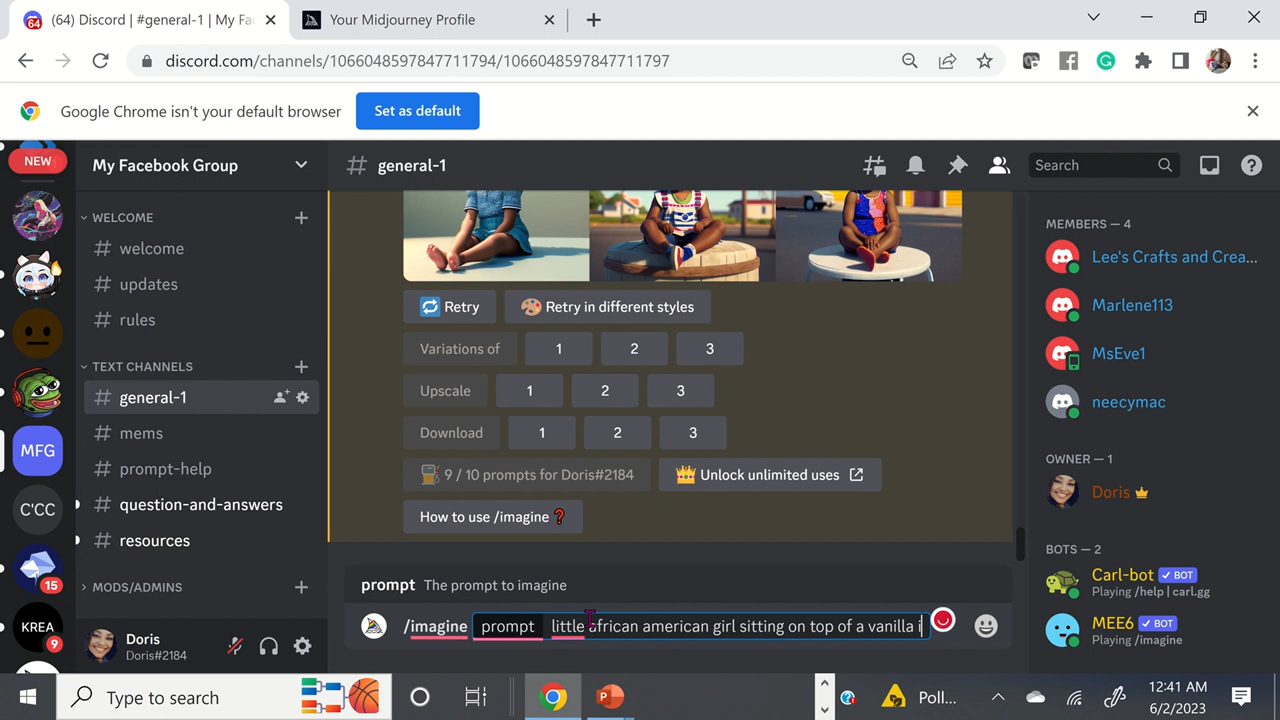 64
(64) Discord | #general-1 | My Fa
Your Midjourney Profile
discord.com/channels/1066048597847711794/1066048597847711797
Google Chrome isn't your default browser
Set as default
NEW
My Facebook Group
general-1
Search
WELCOME
welcome
updates
rules
TEXT CHANNELS
general-1
mems
prompt-help
question-and-answers
resources
MODS/ADMINS
MFG
C'CC
15
KREA
9
Doris
Doris#2184
Retry
Retry in different styles
Variations of 1 2 3
Upscale 1 2 3
Download 1 2 3
9 / 10 prompts for Doris#2184
Unlock unlimited uses
How to use /imagine ?
prompt The prompt to imagine
/imagine prompt little african american girl sitting on top of a vanilla i
MEMBERS — 4
Lee's Crafts and Crea...
Marlene113
MsEve1
neecymac
OWNER — 1
Doris
BOTS — 2
Carl-bot ✓ BOT
Playing /help | carl.gg
MEE6 ✓ BOT
Playing /imagine
Type to search
Poll...
12:41 AM
6/2/2023